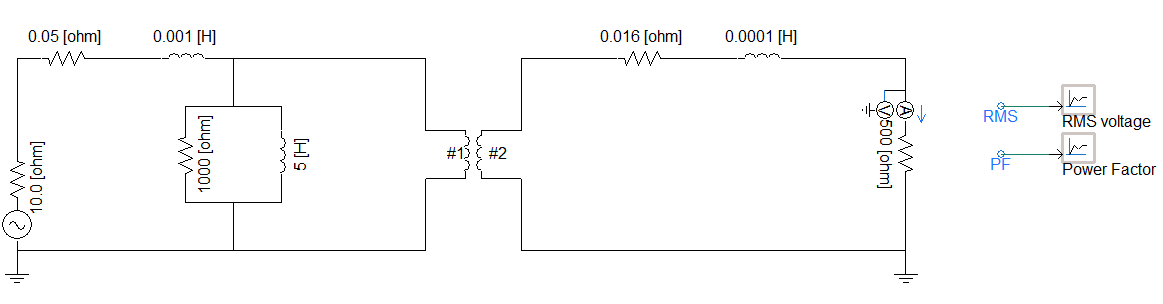 0.05 [ohm]
0.001 [H]
0.016 [ohm]
0.0001 [H]
10.0 [ohm]
1000 [ohm]
5 [H]
#1
#2
V
A
500 [ohm]
RMS
RMS voltage
PF
Power Factor